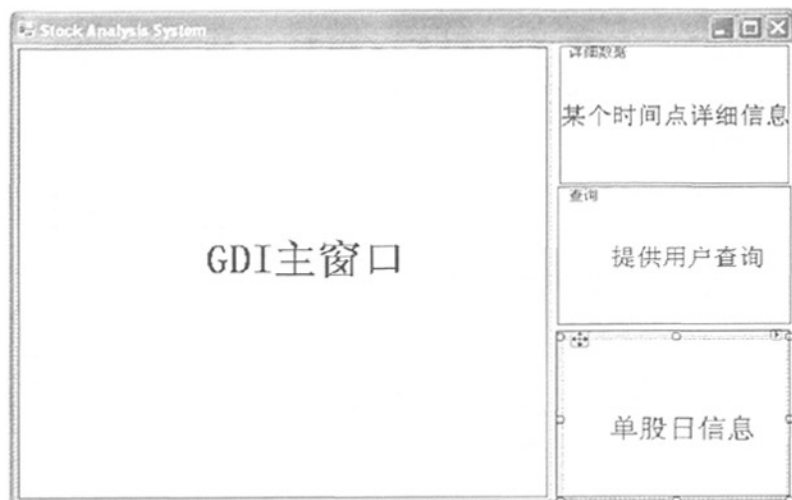 Stock Analysis System
GDI主窗口
详细数据
某个时间点详细信息
查询
提供用户查询
单股日信息